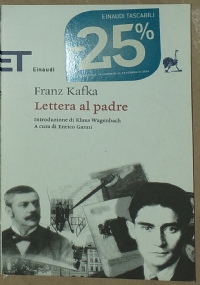 EINAUDI TASCABILI
-25%
ET
Einaudi
Franz Kafka
Lettera al padre
Introduzione di Klaus Wagenbach
A cura di Enrico Ganni